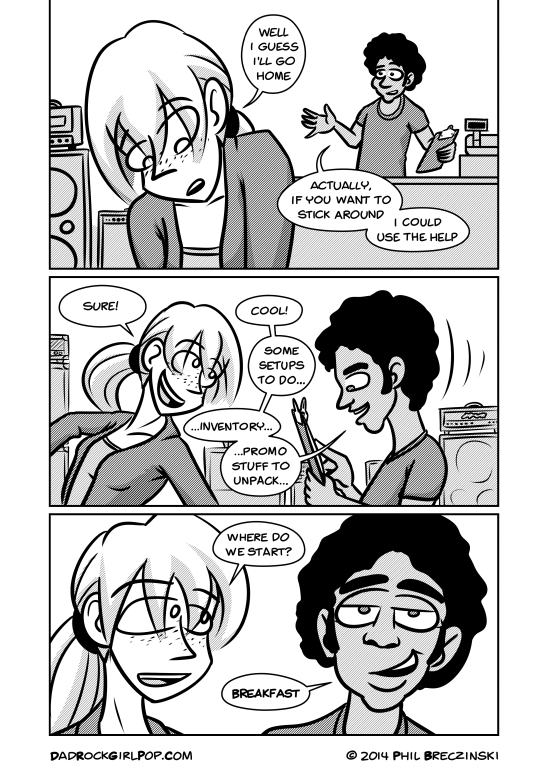 WELL
I GUESS
I'LL GO
HOME
ACTUALLY,
IF YOU WANT TO
STICK AROUND
I COULD
USE THE HELP
SURE!
COOL!
SOME
SETUPS
TO DO...
...INVENTORY...
...PROMO
STUFF TO
UNPACK...
WHERE DO
WE START?
BREAKFAST
DADROCKGIRLPOP.COM
© 2014 PHIL BRECZINSKI